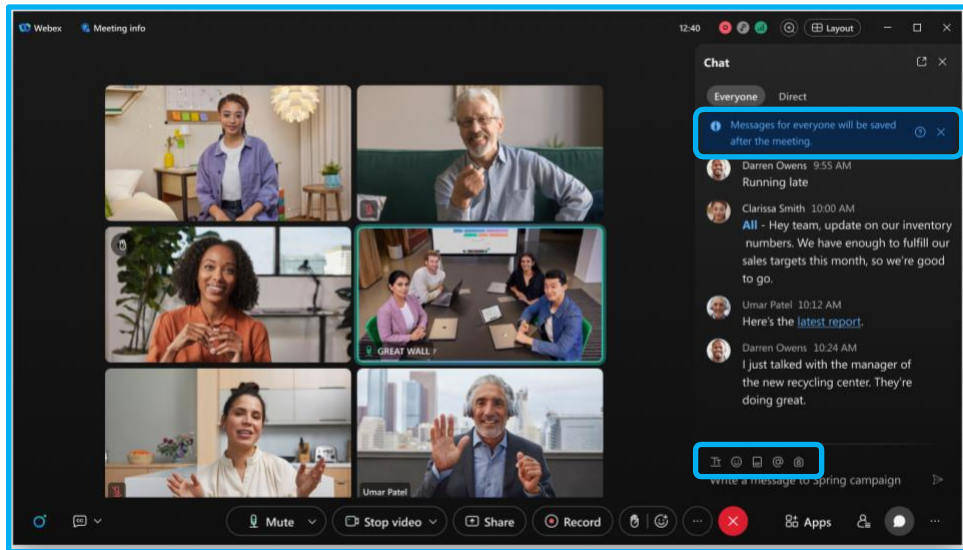 Webex Meeting info 12:40 Layout
Chat
Everyone Direct
Messages for everyone will be saved
after the meeting.
Darren Owens 9:55 AM
Running late
Clarissa Smith 10:00 AM
All - Hey team, update on our inventory
numbers. We have enough to fulfill our
sales targets this month, so we're good
to go.
Umar Patel 10:12 AM
Here's the latest report.
Darren Owens 10:24 AM
I just talked with the manager of
the new recycling center. They're
doing great.
Write a message to Spring campaign
GREAT WALL
Umar Patel
CC Mute Stop video Share Record Apps